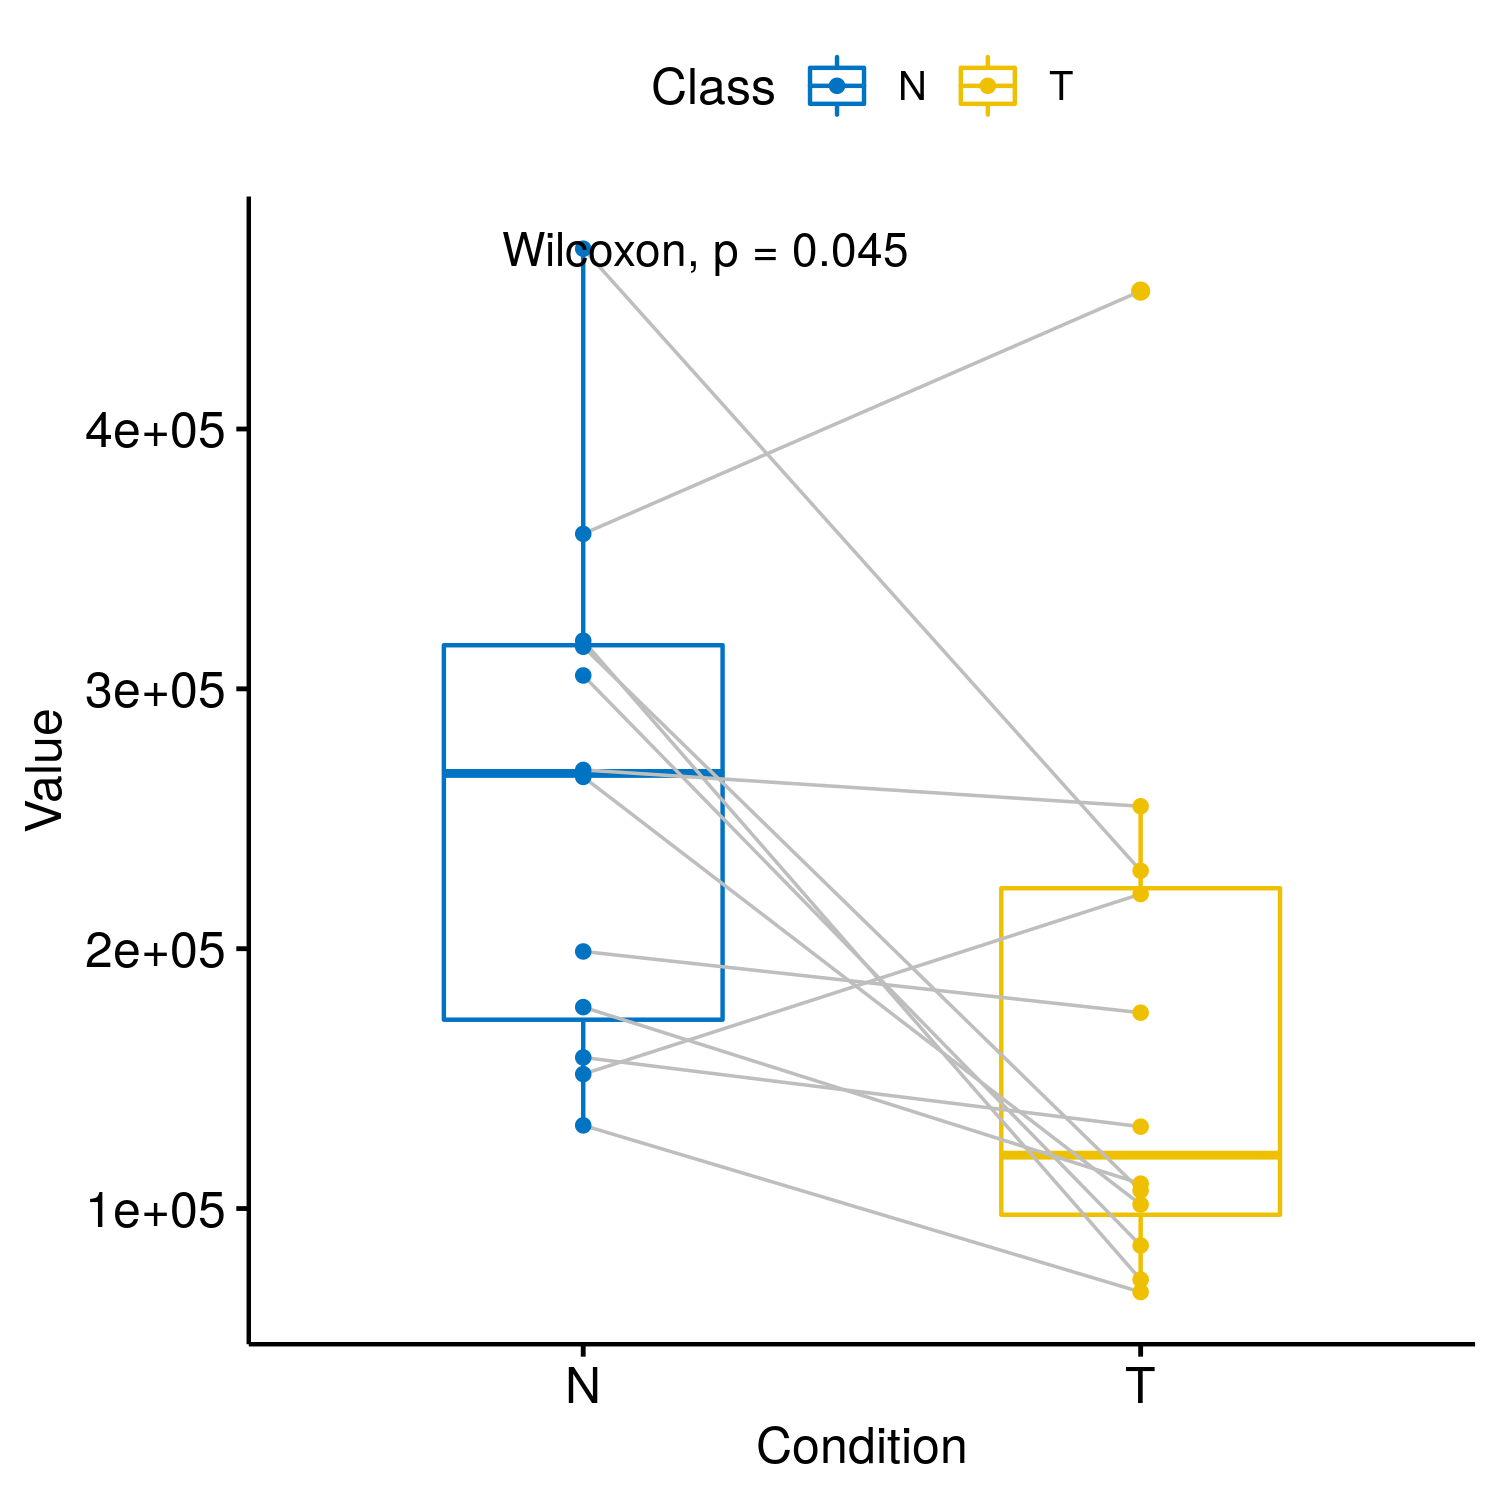 Class N T
Wilcoxon, p = 0.045
4e+05
3e+05
2e+05
1e+05
Value
N T
Condition